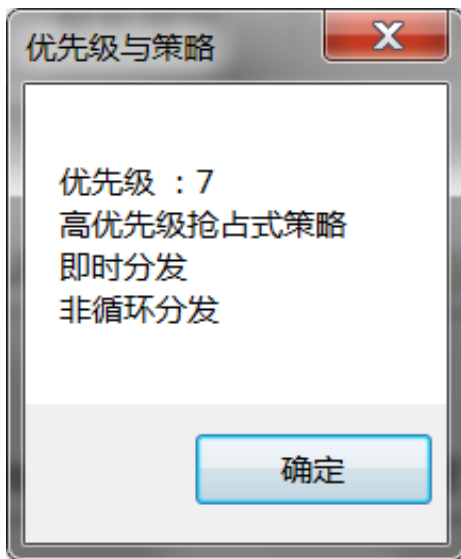 优先级与策略
优先级 ：7
高优先级抢占式策略
即时分发
非循环分发
确定